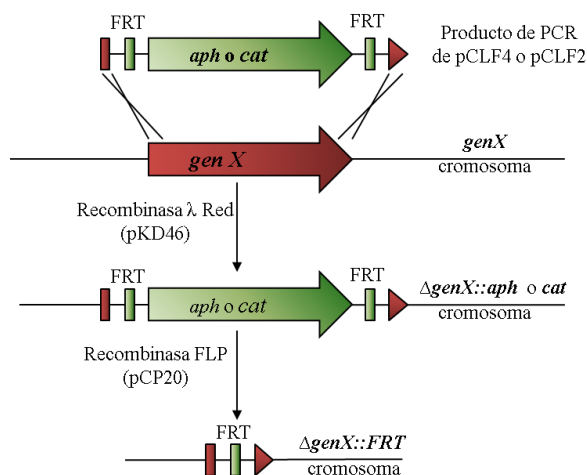 FRT
FRT
aph o cat
Producto de PCR
de pCLF4 o pCLF2
gen X
genX
cromosoma
Recombinasa λ Red
(pKD46)
FRT
FRT
aph o cat
ΔgenX::aph o cat
cromosoma
Recombinasa FLP
(pCP20)
FRT
ΔgenX::FRT
cromosoma